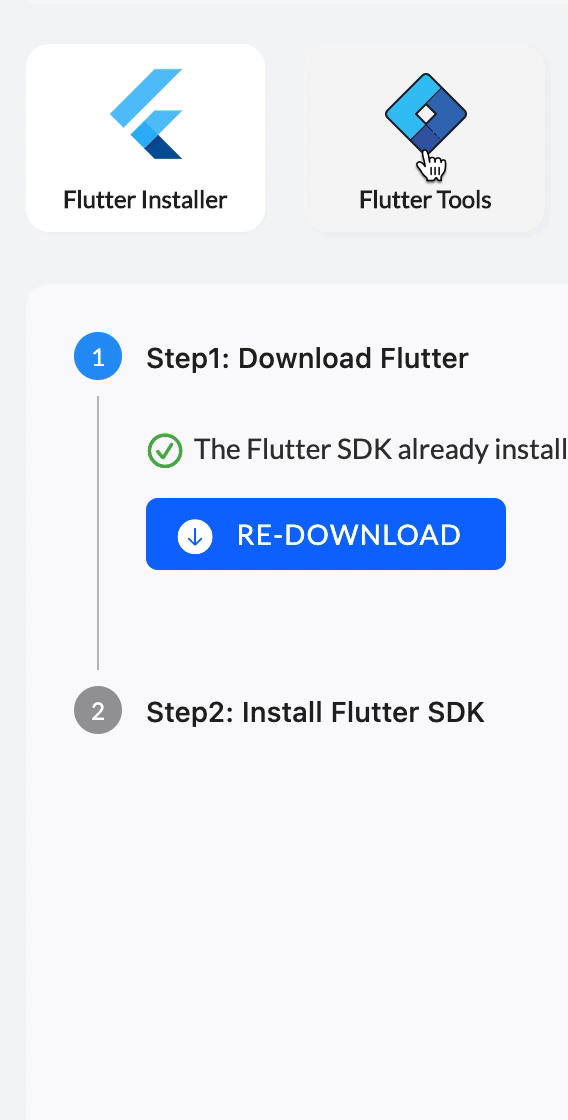 Flutter Installer
Flutter Tools
1
Step1: Download Flutter
The Flutter SDK already install
RE-DOWNLOAD
2
Step2: Install Flutter SDK